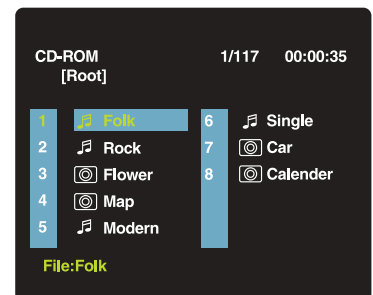 CD-ROM 1/117 00:00:35
[Root]
1 Folk
2 Rock
3 Flower
4 Map
5 Modern
6 Single
7 Car
8 Calender
File:Folk